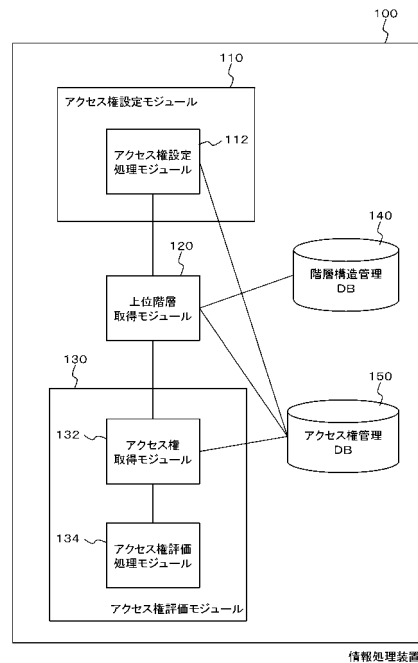 100
110
アクセス権設定モジュール
アクセス権設定
処理モジュール
112
120
上位階層
取得モジュール
140
階層構造管理
DB
130
150
アクセス権管理
DB
132
アクセス権
取得モジュール
134
アクセス権評価
処理モジュール
アクセス権評価モジュール
情報処理装置